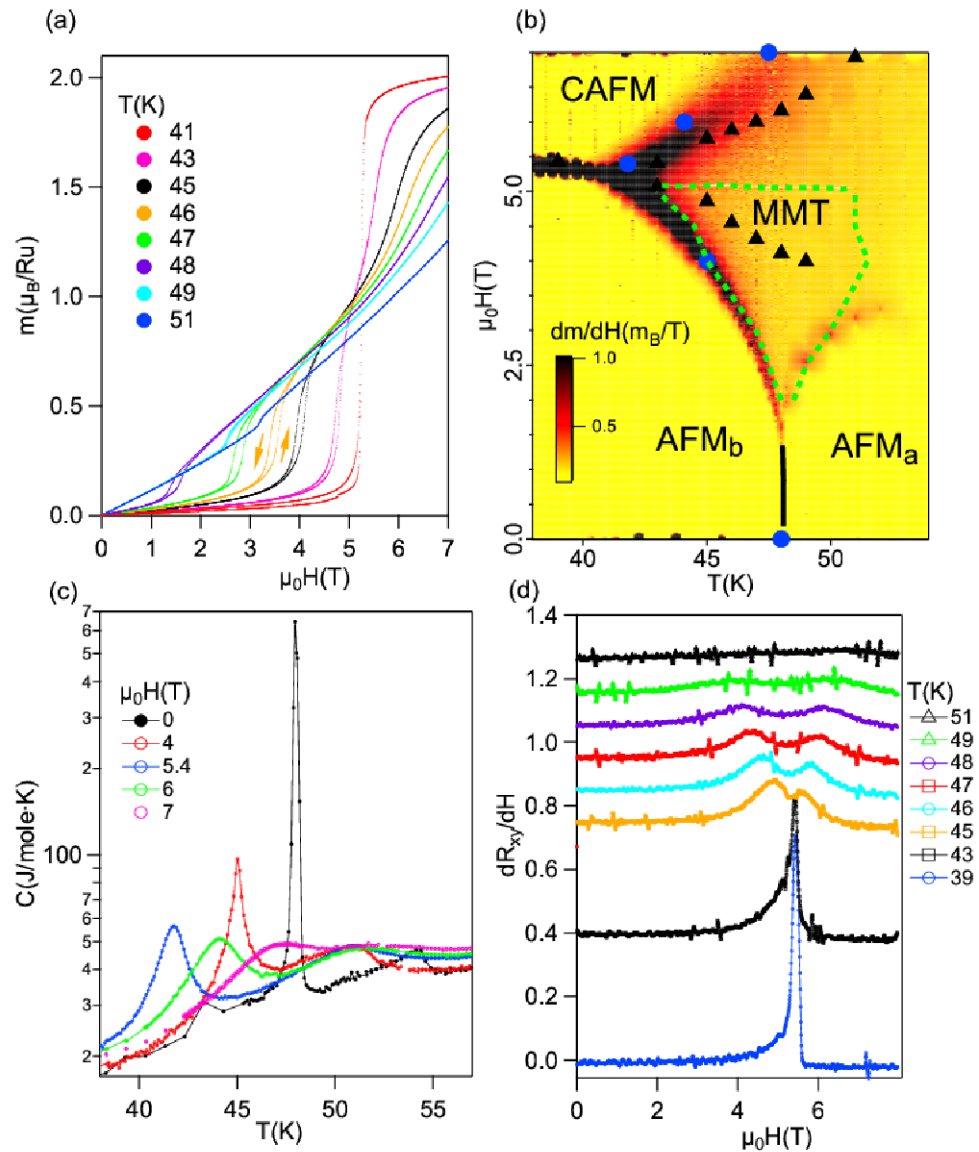 (a)
m(μB/Ru)
2.0
1.5
1.0
0.5
0.0
T(K)
41
43
45
46
47
48
49
51
0 1 2 3 4 5 6 7
μ0H(T)
(b)
μ0H(T)
5.0
2.5
0.0
CAFM
MMT
dm/dH(mB/T)
1.0
0.5
AFMb
AFMa
40 45 50
T(K)
(c)
C(J/mole·K)
7
6
5
4
3
2
100
9
8
7
6
5
4
3
2
μ0H(T)
0
4
5.4
6
7
40 45 50 55
T(K)
(d)
dRxy/dH
1.4
1.2
1.0
0.8
0.6
0.4
0.2
0.0
T(K)
51
49
48
47
46
45
43
39
0 2 4 6
μ0H(T)